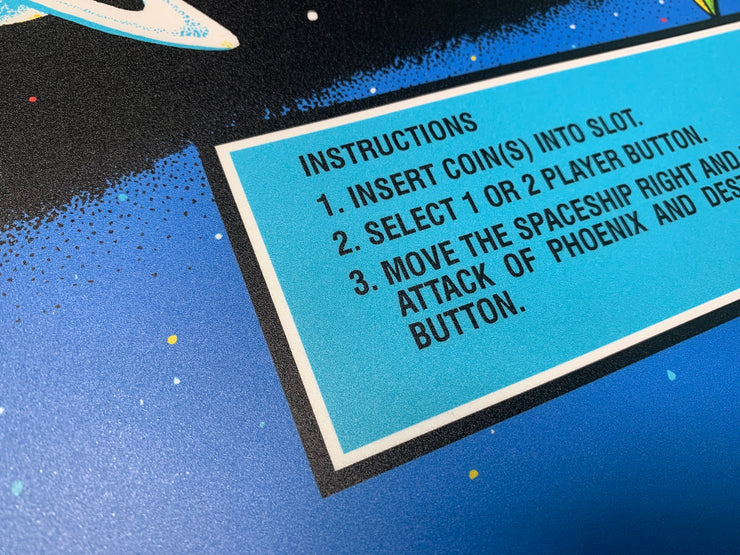 INSTRUCTIONS
1. INSERT COIN(S) INTO SLOT.
2. SELECT 1 OR 2 PLAYER BUTTON.
3. MOVE THE SPACESHIP RIGHT AND
ATTACK OF PHOENIX AND
BUTTON.